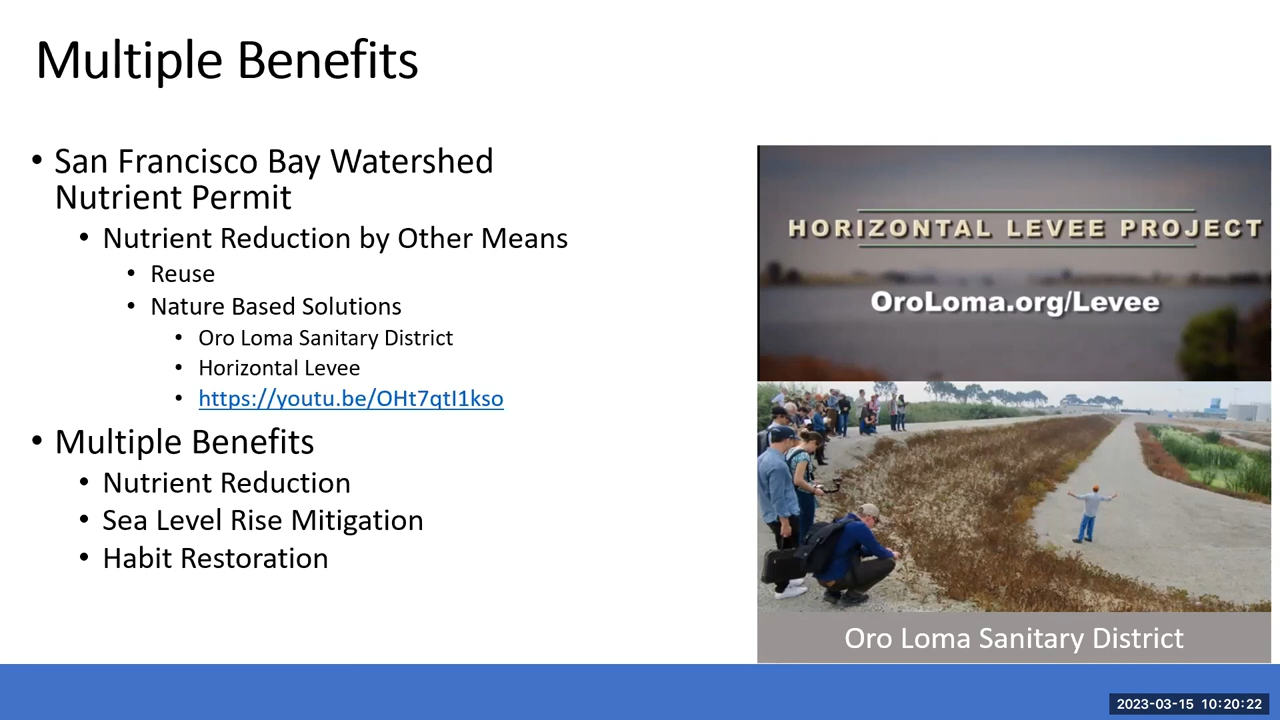 Multiple Benefits
• San Francisco Bay Watershed
Nutrient Permit
• Nutrient Reduction by Other Means
• Reuse
• Nature Based Solutions
• Oro Loma Sanitary District
• Horizontal Levee
• https://youtu.be/OHt7qtI1kso
• Multiple Benefits
• Nutrient Reduction
• Sea Level Rise Mitigation
• Habit Restoration
HORIZONTAL LEVEE PROJECT
OroLoma.org/Levee
Oro Loma Sanitary District
2023-03-15 10:20:22